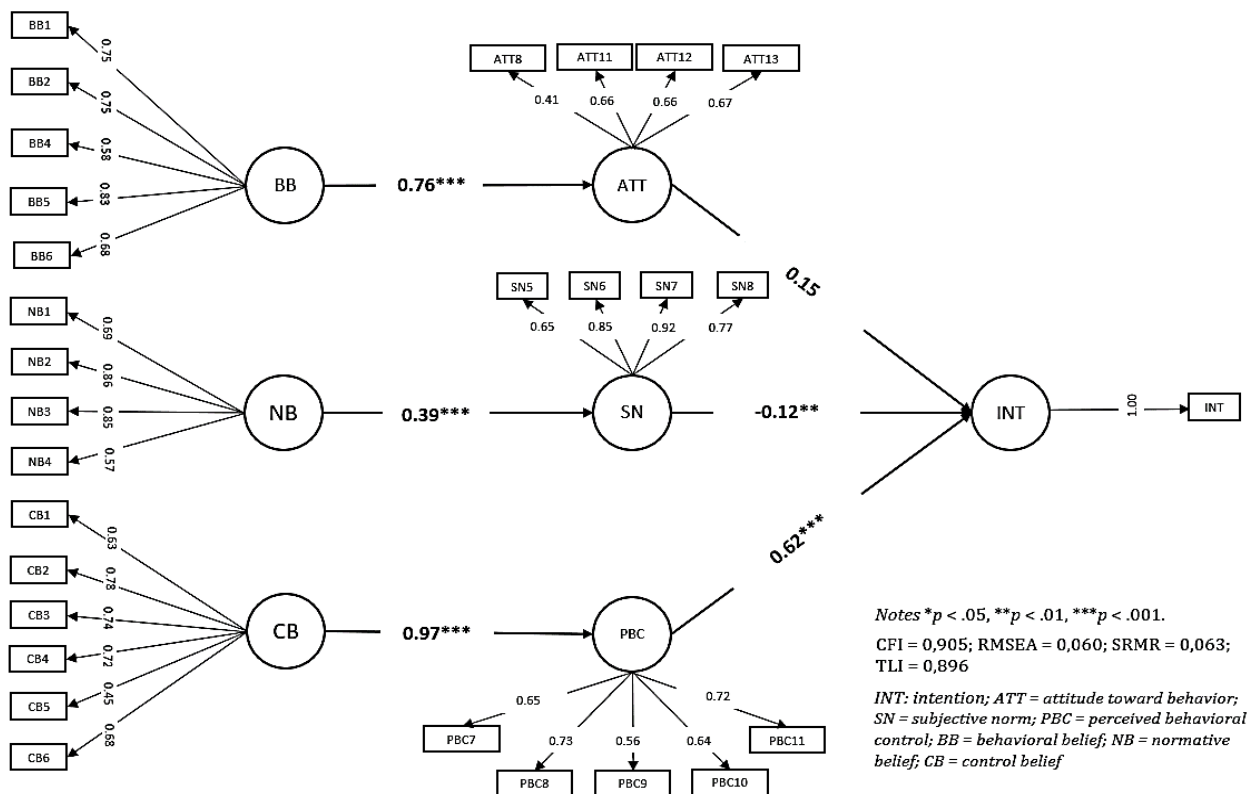 BB1
0.75
BB2
0.75
BB4
0.58
BB5
0.83
BB6
0.68
BB
0.76***
ATT8
ATT11
ATT12
ATT13
0.41
0.66
0.66
0.67
ATT
0.15
NB1
0.69
NB2
0.86
NB3
0.85
NB4
0.57
NB
0.39***
SN5
SN6
SN7
SN8
0.65
0.85
0.92
0.77
SN
-0.12**
INT
1.00
INT
CB1
0.63
CB2
0.78
CB3
0.74
CB4
0.72
CB5
0.45
CB6
0.68
CB
0.97***
PBC
0.62***
0.65
0.73
0.56
0.64
0.72
PBC7
PBC8
PBC9
PBC10
PBC11
Notes *p < .05, **p < .01, ***p < .001.
CFI = 0,905; RMSEA = 0,060; SRMR = 0,063;
TLI = 0,896
INT: intention; ATT = attitude toward behavior;
SN = subjective norm; PBC = perceived behavioral
control; BB = behavioral belief; NB = normative
belief; CB = control belief